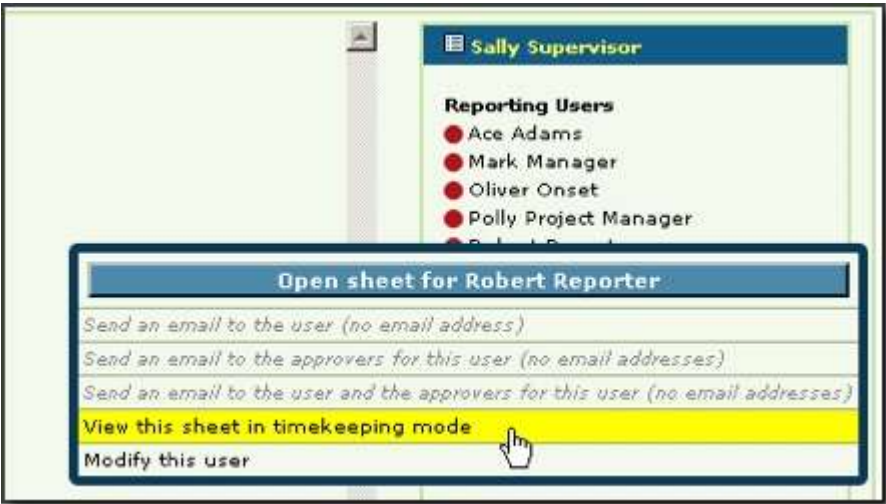 Sally Supervisor
Reporting Users
Ace Adams
Mark Manager
Oliver Onset
Polly Project Manager
Open sheet for Robert Reporter
Send an email to the user (no email address)
Send an email to the approvers for this user (no email addresses)
Send an email to the user and the approvers for this user (no email addresses)
View this sheet in timekeeping mode
Modify this user